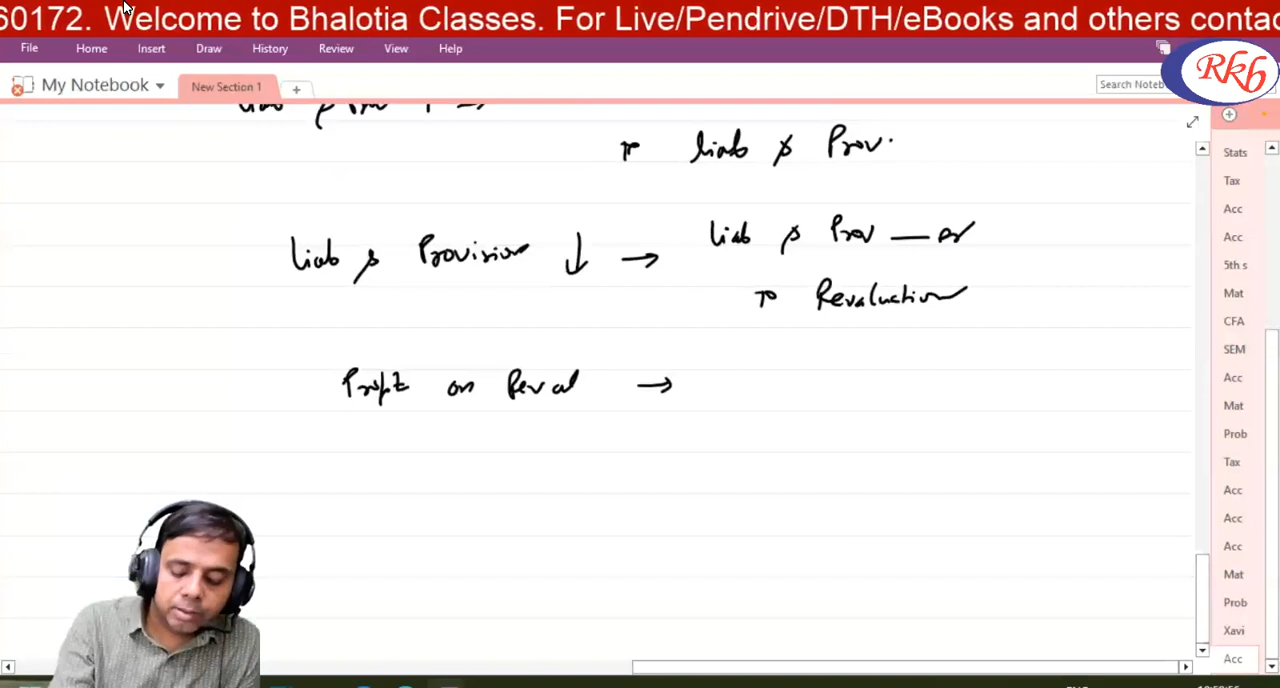 60172. Welcome to Bhalotia Classes. For Live/Pendrive/DTH/eBooks and others contac
File Home Insert Draw History Review View Help
My Notebook New Section 1 + Search Noteb
Rkb
To Liab & Prov.
Liab & Provision ↓ → Liab & Prov — Dr
To Revaluation
Profit on Reval →
Stats
Tax
Acc
Acc
5th s
Mat
CFA
SEM
Acc
Mat
Prob
Tax
Acc
Acc
Acc
Mat
Prob
Xavi
Acc